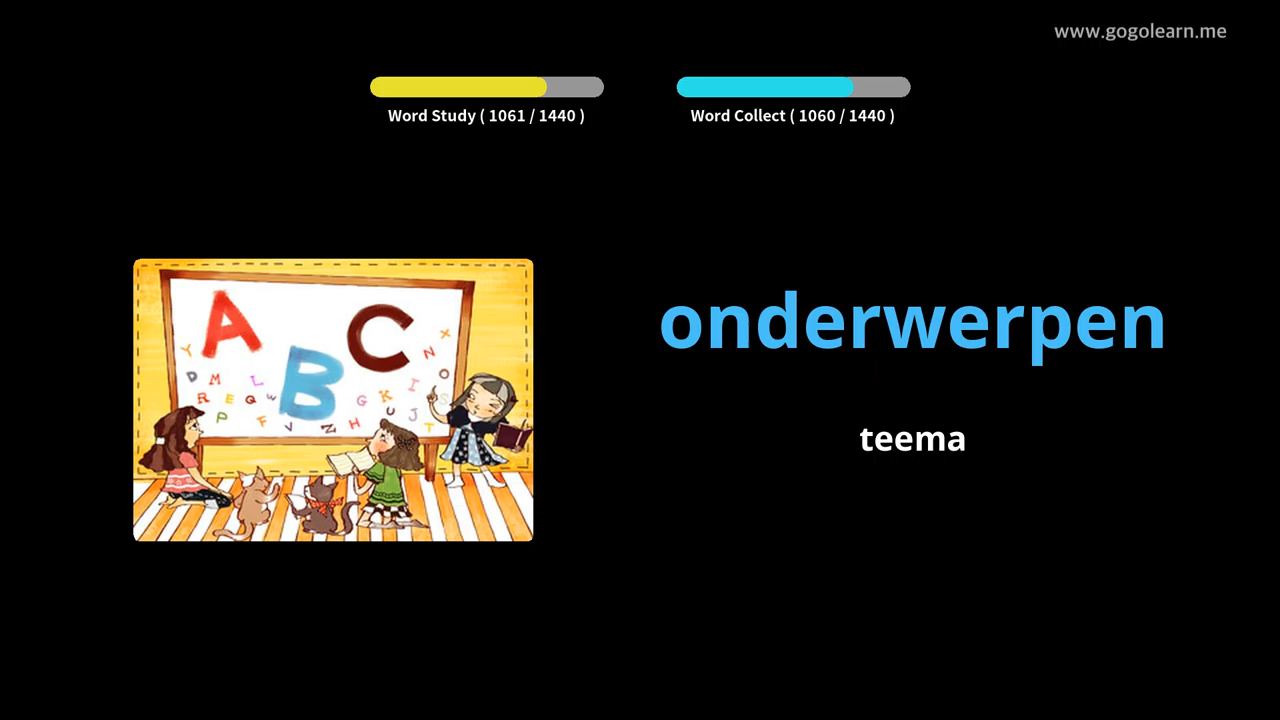 www.gogolearn.me
Word Study ( 1061 / 1440 )
Word Collect ( 1060 / 1440 )
A
B
C
X
Y
N
D
M
L
O
I
R
E
Q
W
G
K
S
P
F
V
Z
H
U
J
T
onderwerpen
teema